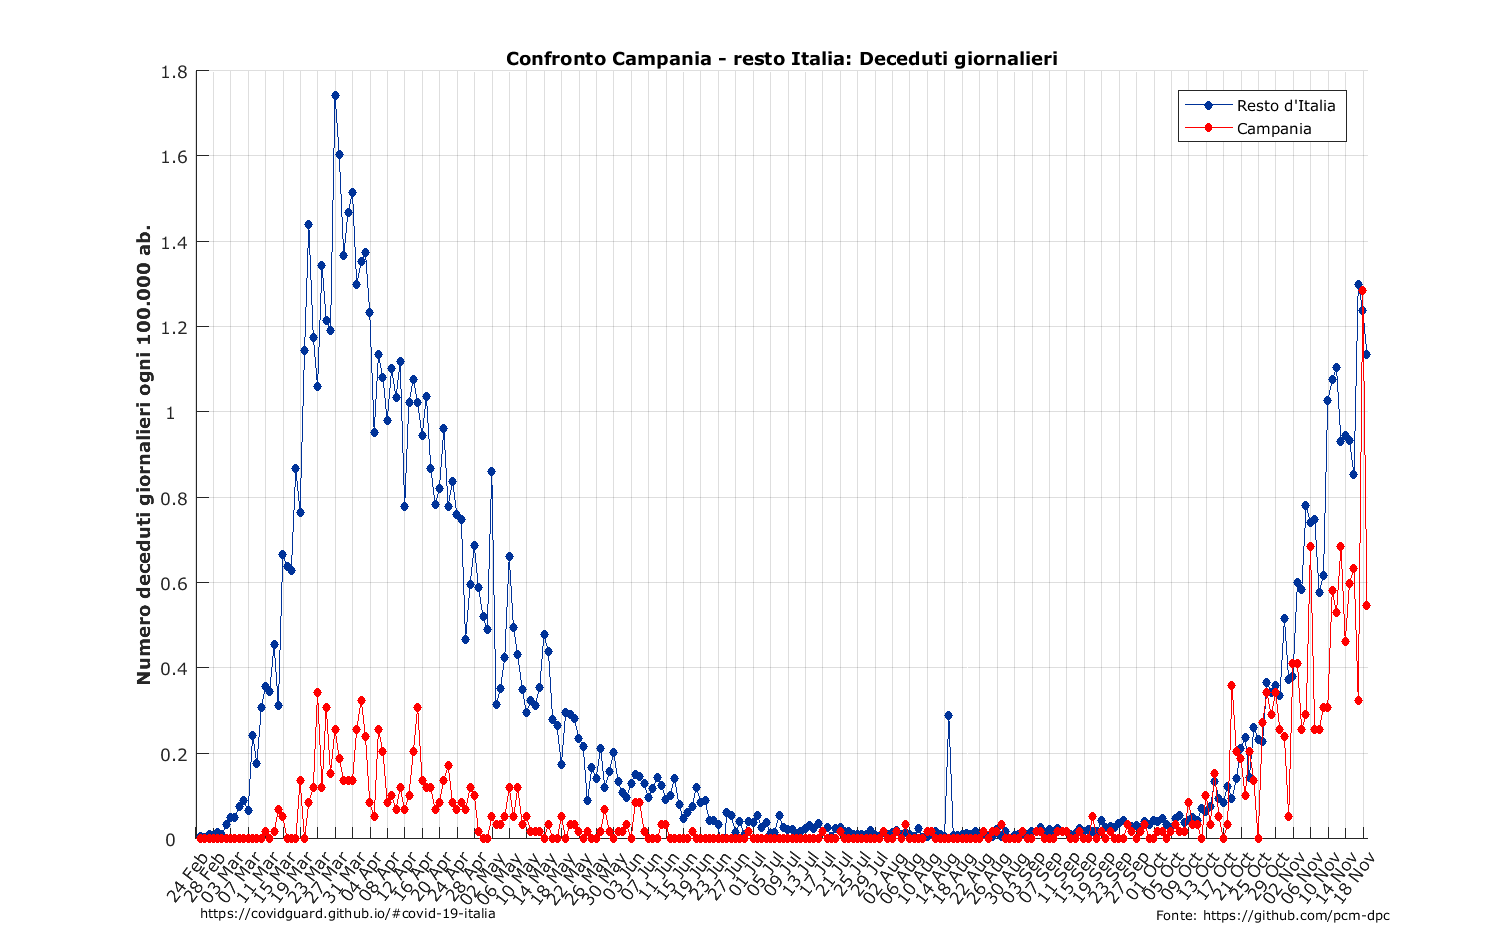 Confronto Campania - resto Italia: Deceduti giornalieri
Resto d'Italia
Campania
Numero deceduti giornalieri ogni 100.000 ab.
1.8
1.6
1.4
1.2
1
0.8
0.6
0.4
0.2
0
24 Feb
28 Feb
03 Mar
07 Mar
11 Mar
15 Mar
19 Mar
23 Mar
27 Mar
31 Mar
04 Apr
08 Apr
12 Apr
16 Apr
20 Apr
24 Apr
28 Apr
02 May
06 May
10 May
14 May
18 May
22 May
26 May
30 May
03 Jun
07 Jun
11 Jun
15 Jun
19 Jun
23 Jun
27 Jun
01 Jul
05 Jul
09 Jul
13 Jul
17 Jul
21 Jul
25 Jul
29 Jul
02 Aug
06 Aug
10 Aug
14 Aug
18 Aug
22 Aug
26 Aug
30 Aug
03 Sep
07 Sep
11 Sep
15 Sep
19 Sep
23 Sep
27 Sep
01 Oct
05 Oct
09 Oct
13 Oct
17 Oct
21 Oct
25 Oct
29 Oct
02 Nov
06 Nov
10 Nov
14 Nov
18 Nov
https://covidguard.github.io/#covid-19-italia
Fonte: https://github.com/pcm-dpc